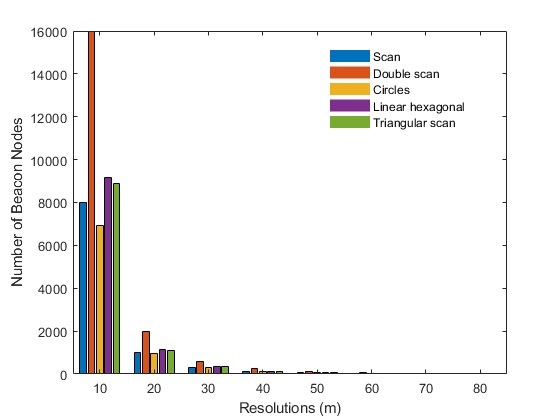 16000
14000
12000
10000
8000
6000
4000
2000
0
Number of Beacon Nodes
Scan
Double scan
Circles
Linear hexagonal
Triangular scan
10 20 30 40 50 60 70 80
Resolutions (m)